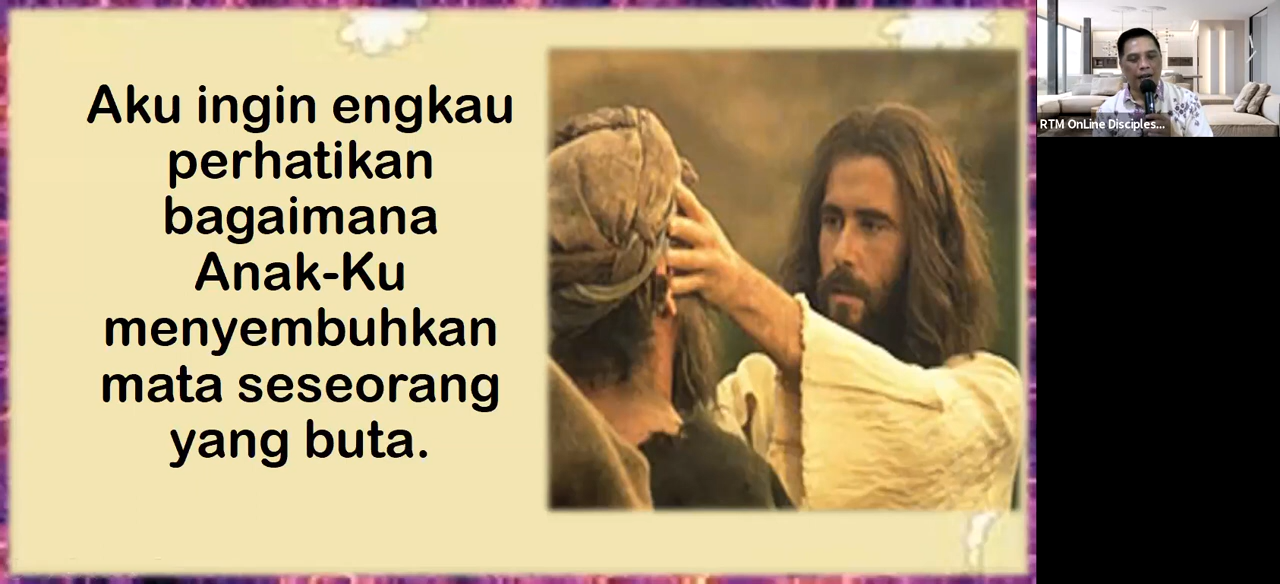 Aku ingin engkau
perhatikan
bagaimana
Anak-Ku
menyembuhkan
mata seseorang
yang buta.
RTM OnLine Disciples...